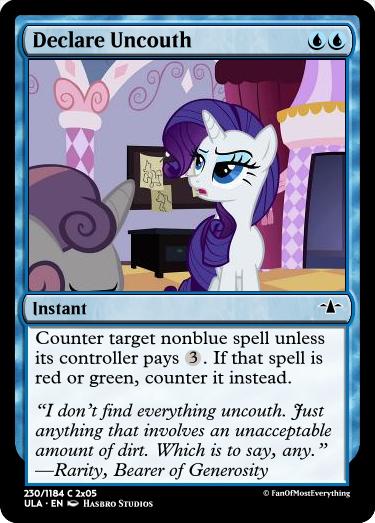 Declare Uncouth
Instant
Counter target nonblue spell unless
its controller pays 3. If that spell is
red or green, counter it instead.
“I don’t find everything uncouth. Just
anything that involves an unacceptable
amount of dirt. Which is to say, any.”
—Rarity, Bearer of Generosity
230/1184 C 2x05
ULA • EN Hasbro Studios
© FanOfMostEverything